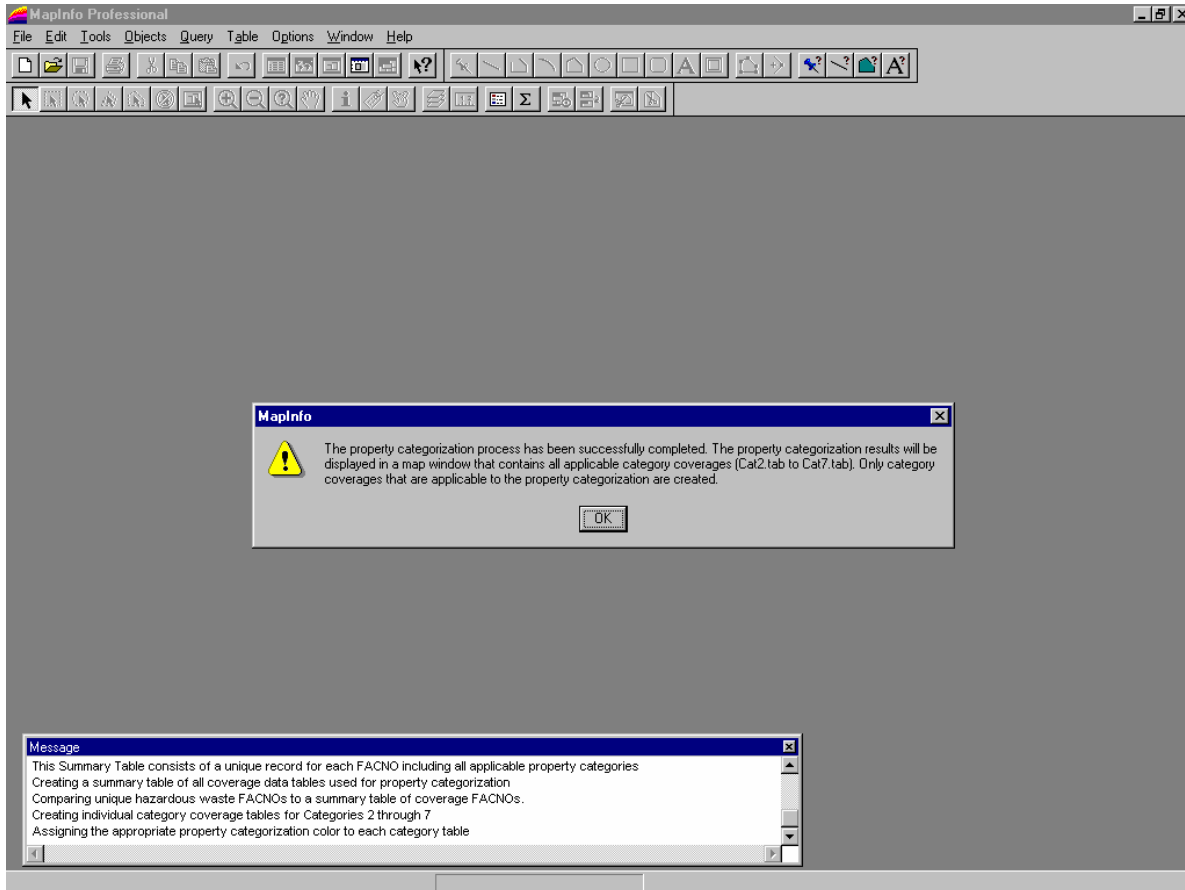 MapInfo Professional
File Edit Tools Objects Query Table Options Window Help
MapInfo
The property categorization process has been successfully completed. The property categorization results will be
displayed in a map window that contains all applicable category coverages (Cat2.tab to Cat7.tab). Only category
coverages that are applicable to the property categorization are created.
OK
Message
This Summary Table consists of a unique record for each FACNO including all applicable property categories
Creating a summary table of all coverage data tables used for property categorization
Comparing unique hazardous waste FACNOs to a summary table of coverage FACNOs.
Creating individual category coverage tables for Categories 2 through 7
Assigning the appropriate property categorization color to each category table